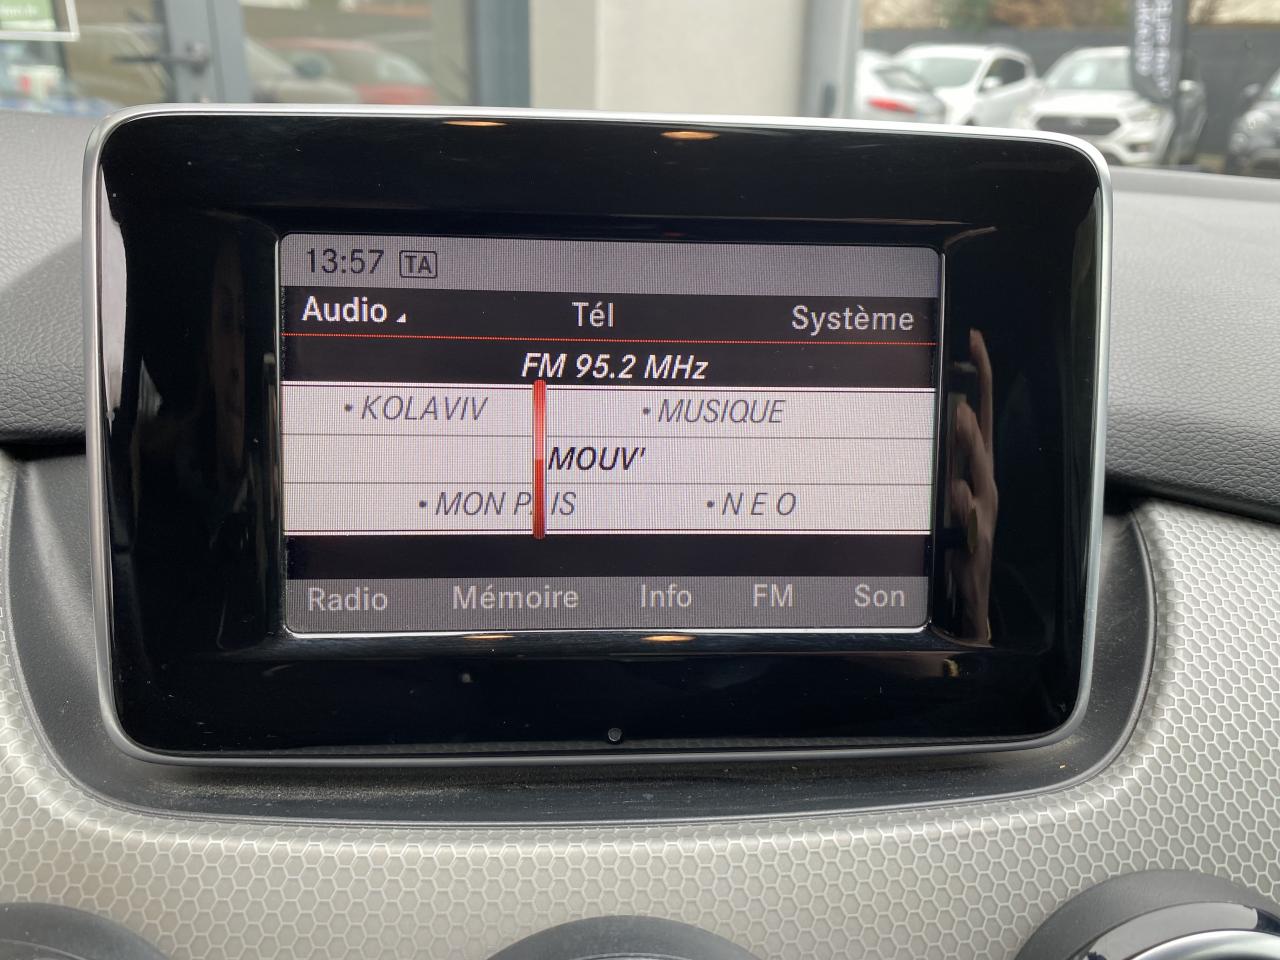 13:57 TA
Audio Tél Système
FM 95.2 MHz
• KOLAVIV • MUSIQUE
MOUV'
• MON P IS • N E O
Radio Mémoire Info FM Son